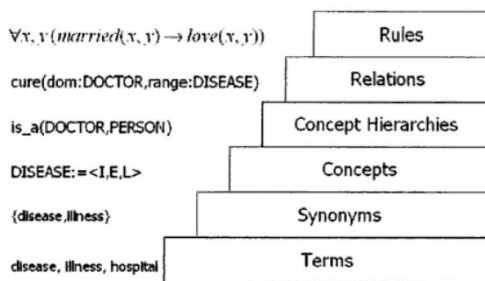 ∀x, y (married(x, y) → love(x, y))
Rules
cure(dom:DOCTOR,range:DISEASE)
Relations
is_a(DOCTOR,PERSON)
Concept Hierarchies
DISEASE:=<I,E,L>
Concepts
{disease,illness}
Synonyms
disease, illness, hospital
Terms